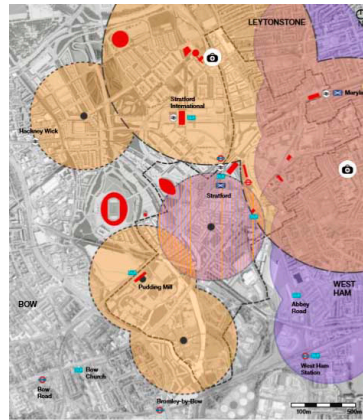 LEYTONSTONE
Stratford
International
Hackney Wick
Stratford
Pudding Mill
WEST
HAM
Abbey
Road
BOW
Bow
Church
West Ham
Station
Bow
Road
Bromley-by-Bow
100m